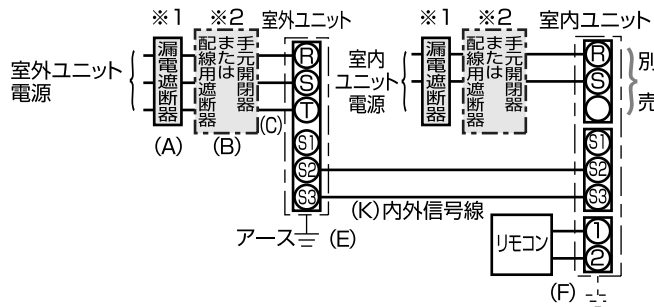 ※1
※2
室外ユニット
室外ユニット
電源
漏電遮断器
手元開閉器
または
配線用遮断器
(A)
(B)
(C)
R
S
T
S1
S2
S3
アース
(E)
※1
※2
室内ユニット
室内
ユニット
電源
漏電遮断器
手元開閉器
または
配線用遮断器
R
S
別
売
S1
S2
S3
(K)内外信号線
リモコン
1
2
(F)